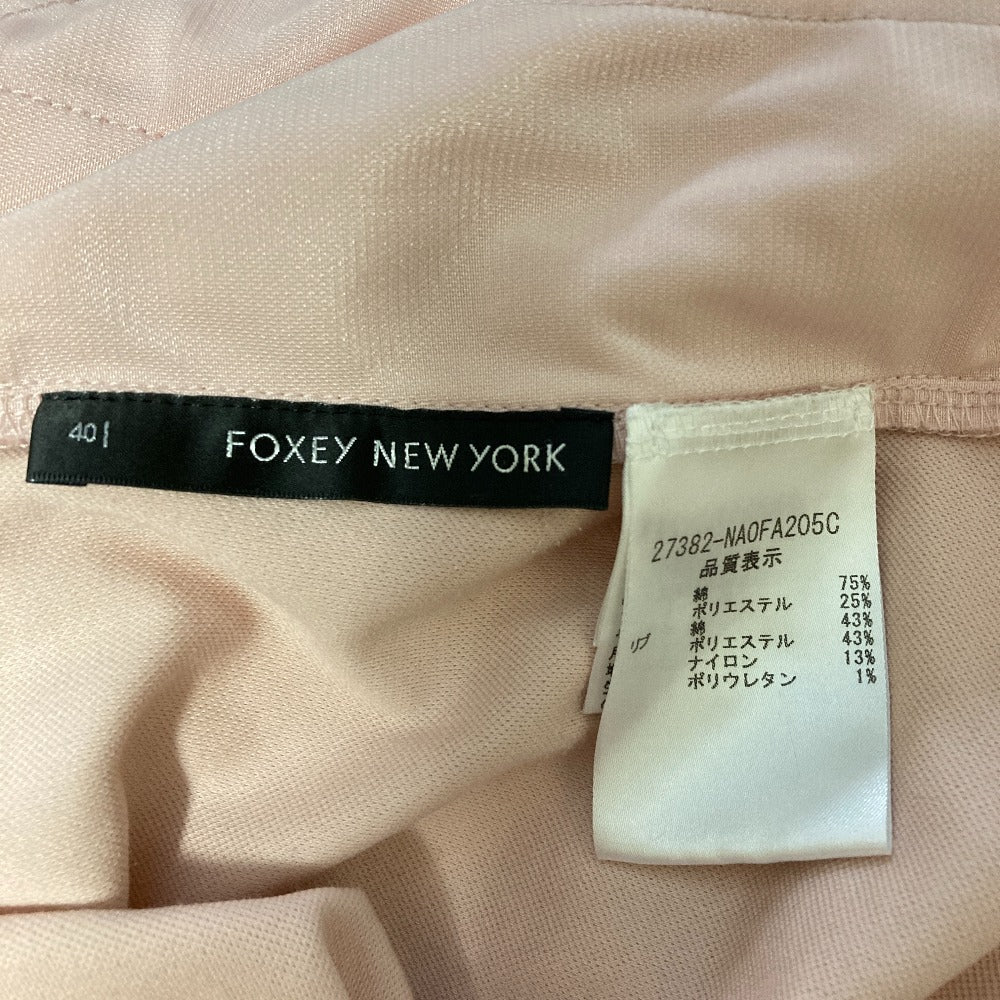 40
FOXEY NEW YORK
27382-NA0FA205C
品質表示
綿 75%
ポリエステル 25%
リブ 綿 43%
ポリエステル 43%
ナイロン 13%
ポリウレタン 1%